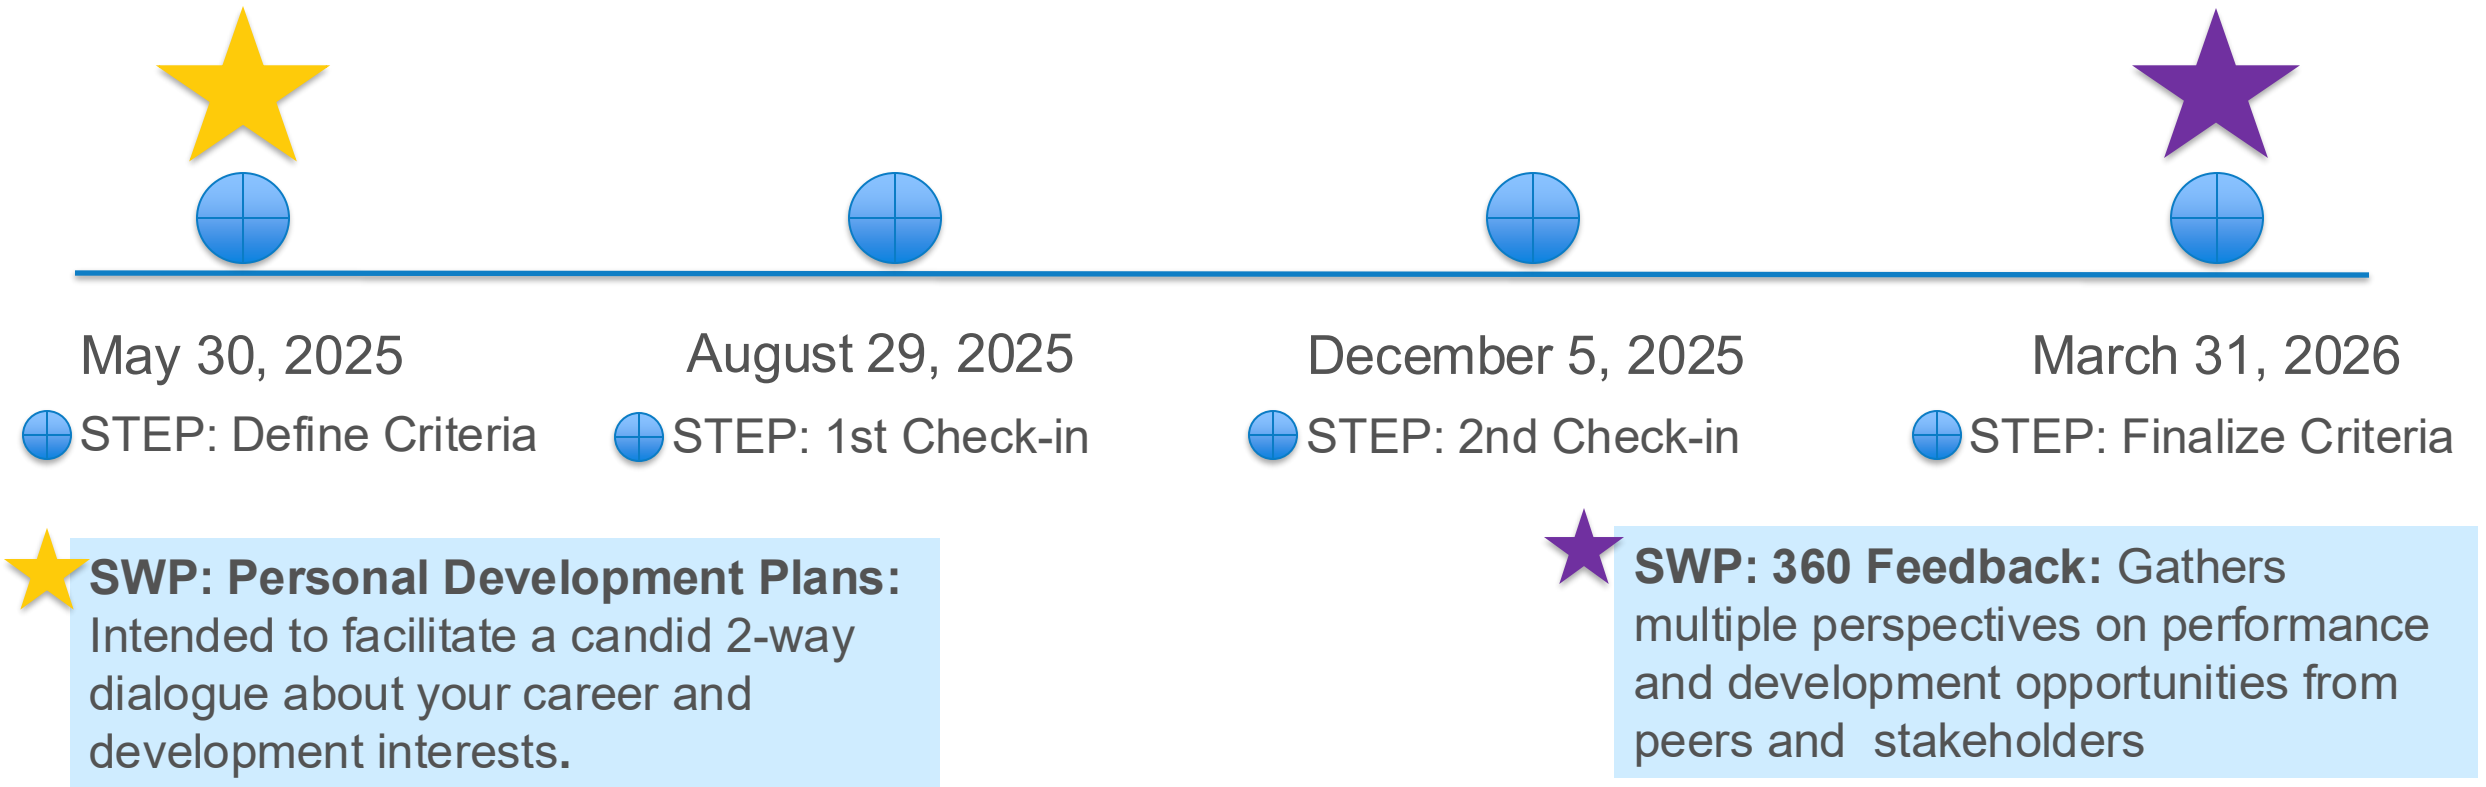 May 30, 2025
August 29, 2025
December 5, 2025
March 31, 2026
STEP: Define Criteria
STEP: 1st Check-in
STEP: 2nd Check-in
STEP: Finalize Criteria
SWP: Personal Development Plans:
Intended to facilitate a candid 2-way
dialogue about your career and
development interests.
SWP: 360 Feedback: Gathers
multiple perspectives on performance
and development opportunities from
peers and  stakeholders